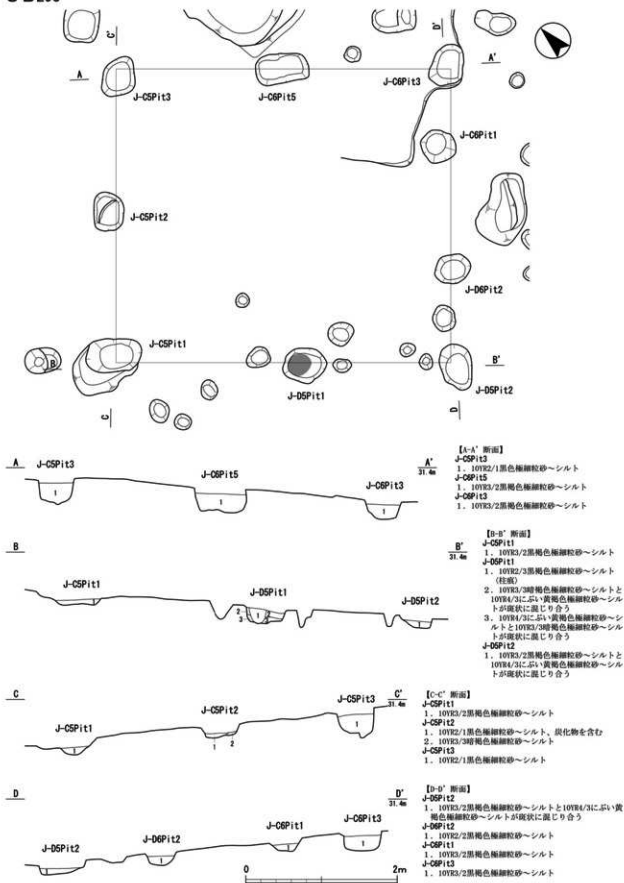 C'
D'
A
A'
J-C5Pit3
J-C6Pit5
J-C6Pit3
J-C6Pit1
J-C5Pit2
J-D6Pit2
J-C5Pit1
B
B'
J-D5Pit1
J-D5Pit2
C
D
A
J-C5Pit3
J-C6Pit5
J-C6Pit3
A'
31.4m
1
1
1
【A-A' 断面】
J-C5Pit3
1. 10YR2/1黒色極細粒砂～シルト
J-C6Pit5
1. 10YR3/2黒褐色極細粒砂～シルト
J-C6Pit3
1. 10YR3/2黒褐色極細粒砂～シルト
B
J-C5Pit1
J-D5Pit1
J-D5Pit2
B'
31.4m
1
2
3
1
1
【B-B' 断面】
J-C5Pit1
1. 10YR3/2黒褐色極細粒砂～シルト
J-D5Pit1
1. 10YR2/3黒褐色極細粒砂～シルト
(柱痕)
2. 10YR3/3暗褐色極細粒砂～シルトと
10YR4/3にぶい黄褐色極細粒砂～シル
トが斑状に混じり合う
3. 10YR4/3にぶい黄褐色極細粒砂～シ
ルトと10YR3/3暗褐色極細粒砂～シル
トが斑状に混じり合う
J-D5Pit2
1. 10YR3/2黒褐色極細粒砂～シルトと
10YR4/3にぶい黄褐色極細粒砂～シル
トが斑状に混じり合う
C
J-C5Pit1
J-C5Pit2
J-C5Pit3
C'
31.4m
1
1
2
1
【C-C' 断面】
J-C5Pit1
1. 10YR3/2黒褐色極細粒砂～シルト
J-C5Pit2
1. 10YR2/1黒色極細粒砂～シルト、炭化物を含む
2. 10YR3/3暗褐色極細粒砂～シルト
J-C5Pit3
1. 10YR2/1黒色極細粒砂～シルト
D
J-D5Pit2
J-D6Pit2
J-C6Pit1
J-C6Pit3
D'
31.4m
1
1
1
1
【D-D' 断面】
J-D5Pit2
1. 10YR3/2黒褐色極細粒砂～シルトと10YR4/3にぶい黄
褐色極細粒砂～シルトが斑状に混じり合う
J-D6Pit2
1. 10YR2/2黒褐色極細粒砂～シルト
J-C6Pit1
1. 10YR3/2黒褐色極細粒砂～シルト
J-C6Pit3
1. 10YR3/2黒褐色極細粒砂～シルト
0
2m